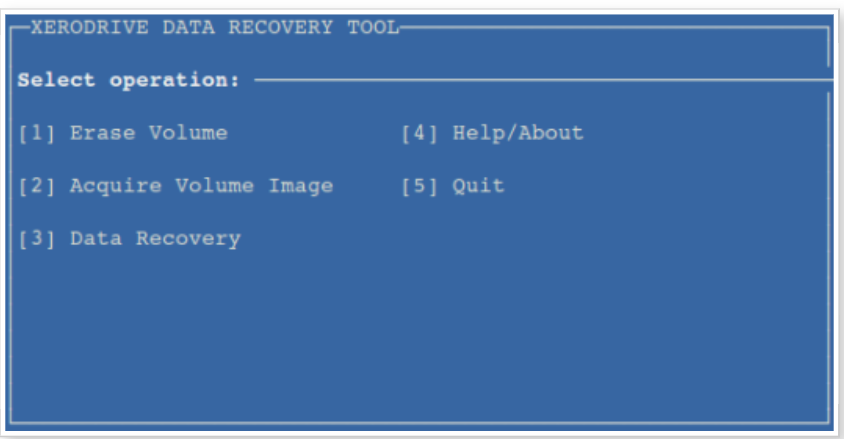 XERODRIVE DATA RECOVERY TOOL
Select operation:
[1] Erase Volume [4] Help/About
[2] Acquire Volume Image [5] Quit
[3] Data Recovery